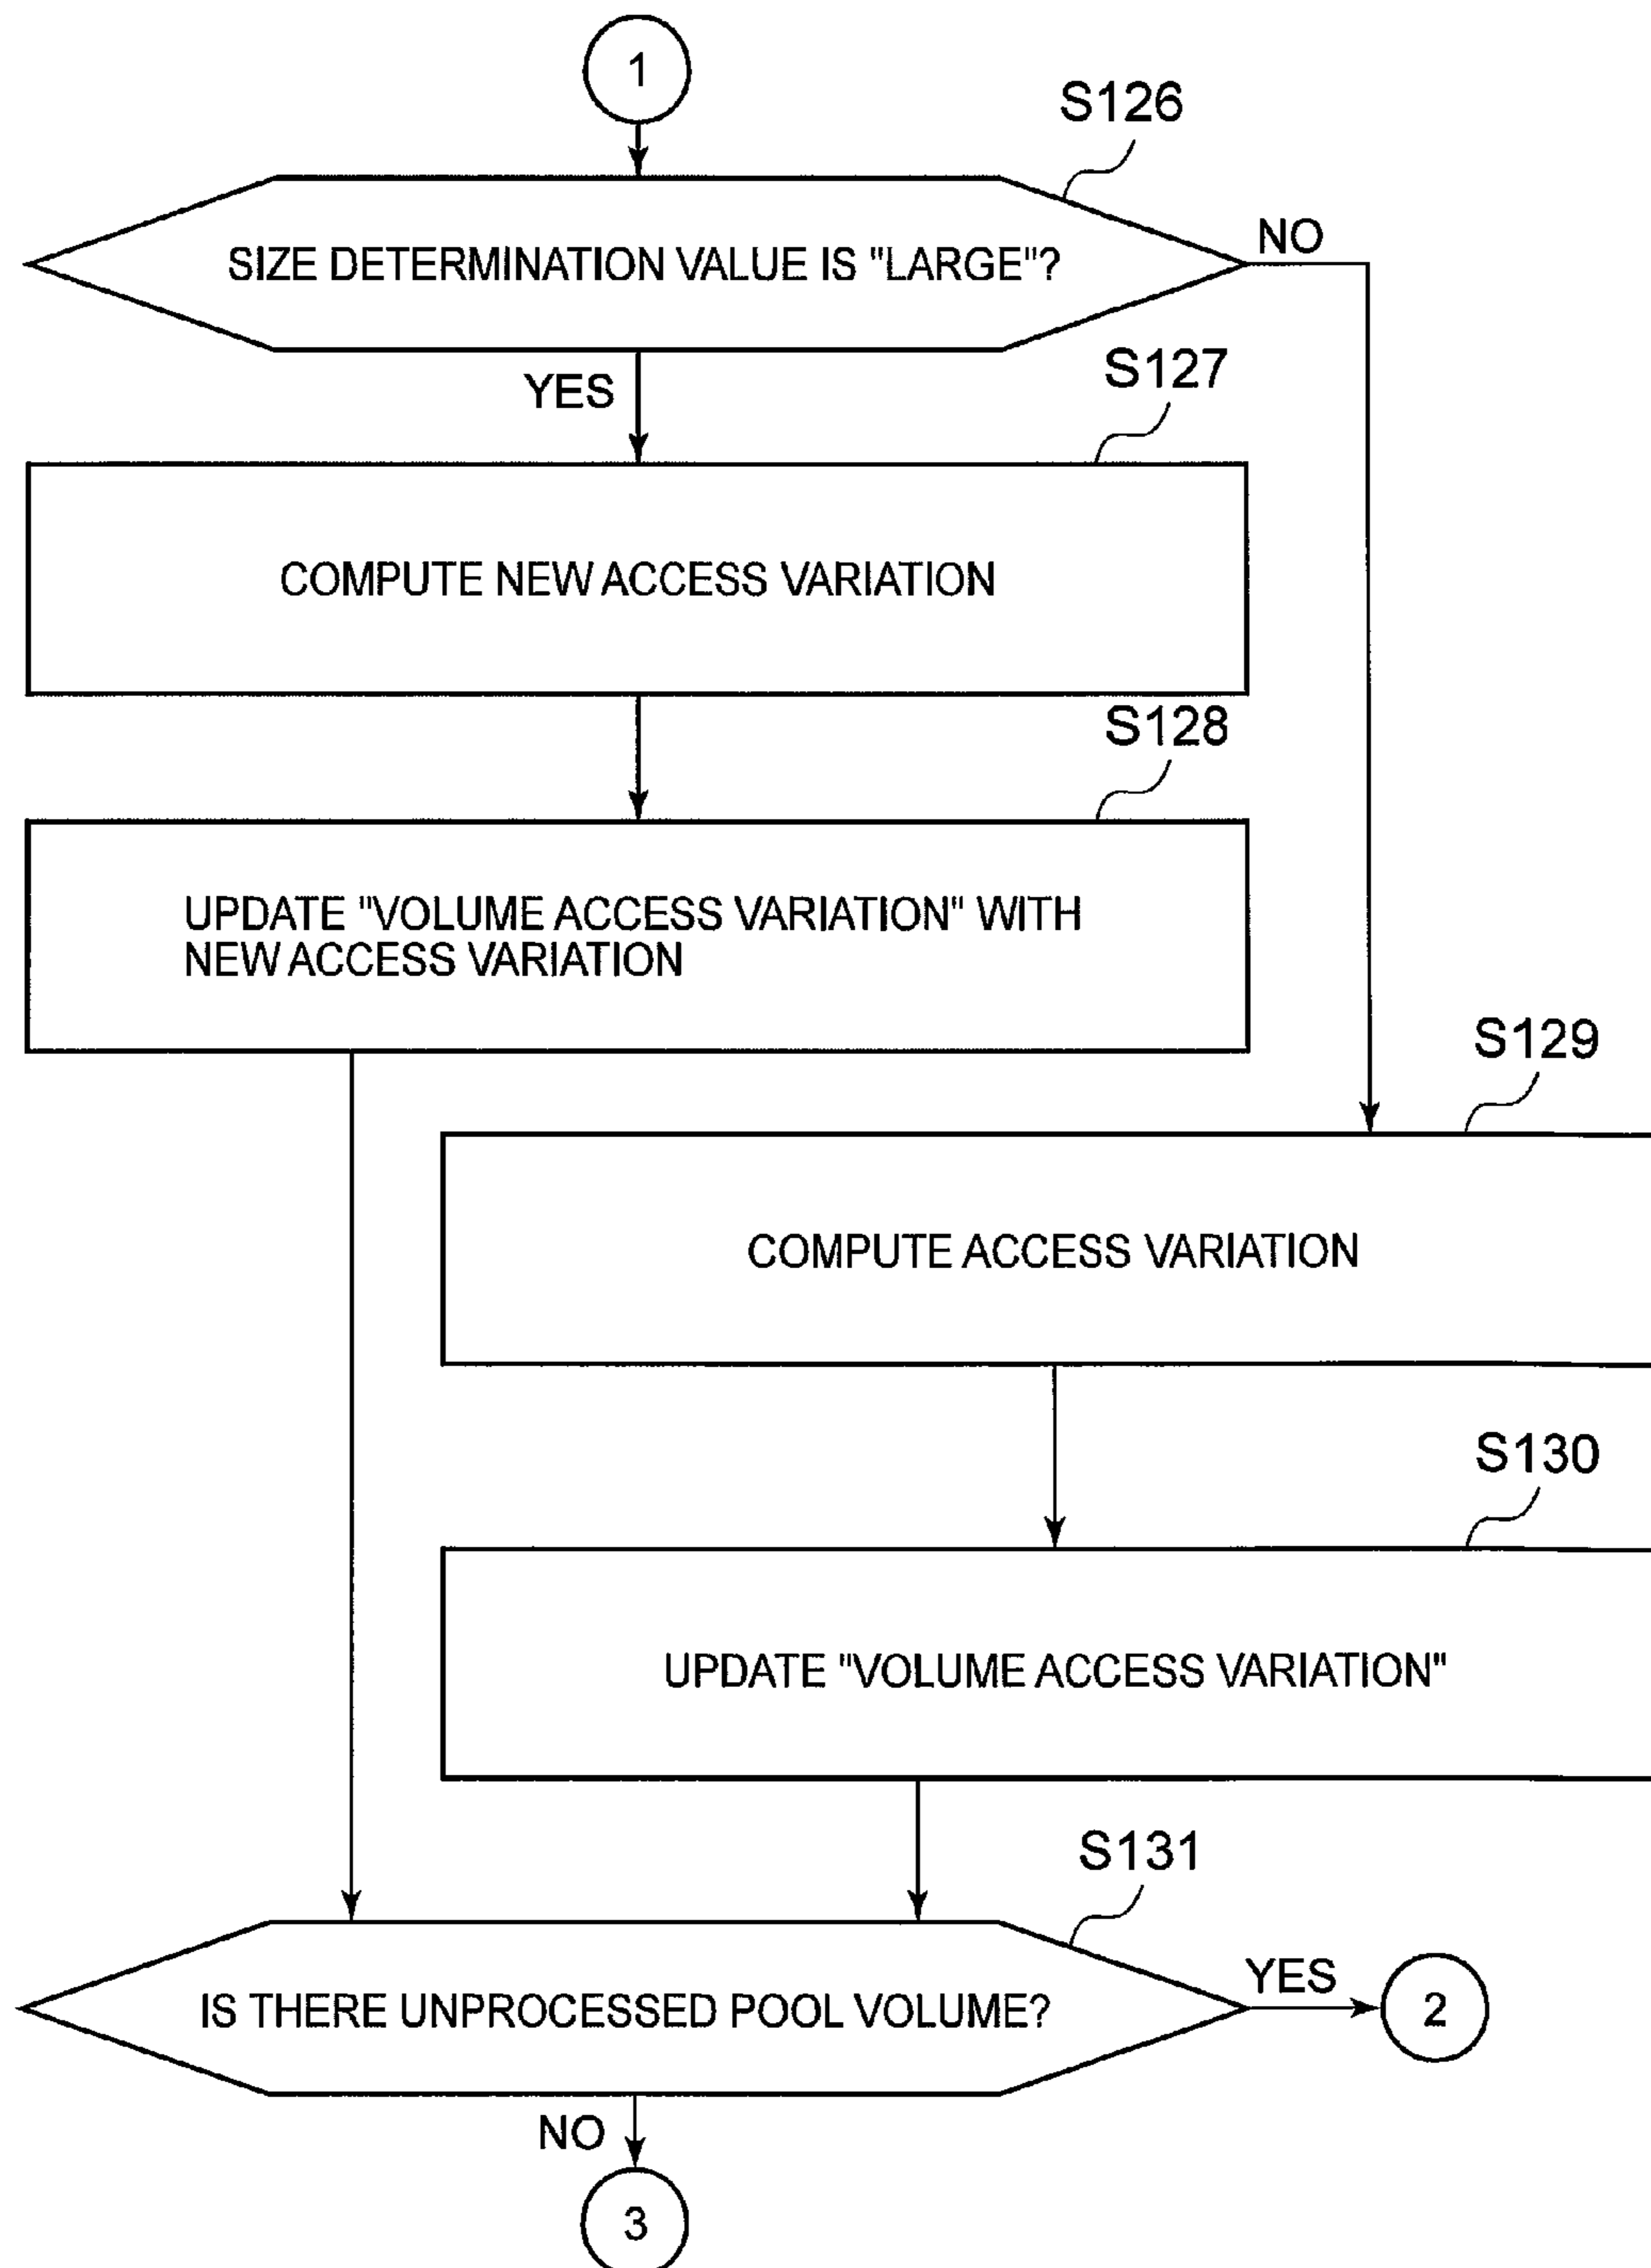 1
S126
SIZE DETERMINATION VALUE IS "LARGE"?
NO
YES
S127
COMPUTE NEW ACCESS VARIATION
S128
UPDATE "VOLUME ACCESS VARIATION" WITH
NEW ACCESS VARIATION
S129
COMPUTE ACCESS VARIATION
S130
UPDATE "VOLUME ACCESS VARIATION"
S131
IS THERE UNPROCESSED POOL VOLUME?
YES
2
NO
3